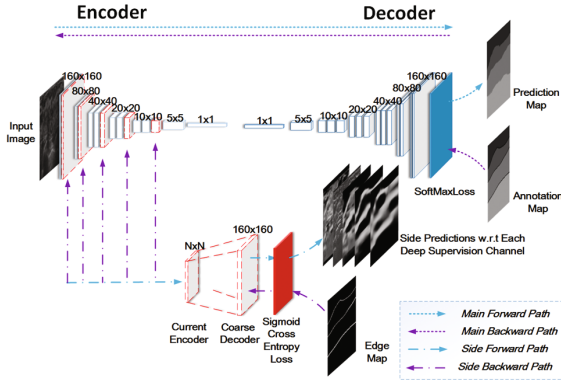 Encoder
Decoder
160x160
80x80
40x40
20x20
10x10
5x5
1x1
1x1
5x5
10x10
20x20
40x40
80x80
160x160
Input
Image
Prediction
Map
SoftMaxLoss
Annotation
Map
Side Predictions w.r.t Each
Deep Supervision Channel
NxN
160x160
Current
Encoder
Coarse
Decoder
Sigmoid
Cross
Entropy
Loss
Edge
Map
Main Forward Path
Main Backward Path
Side Forward Path
Side Backward Path